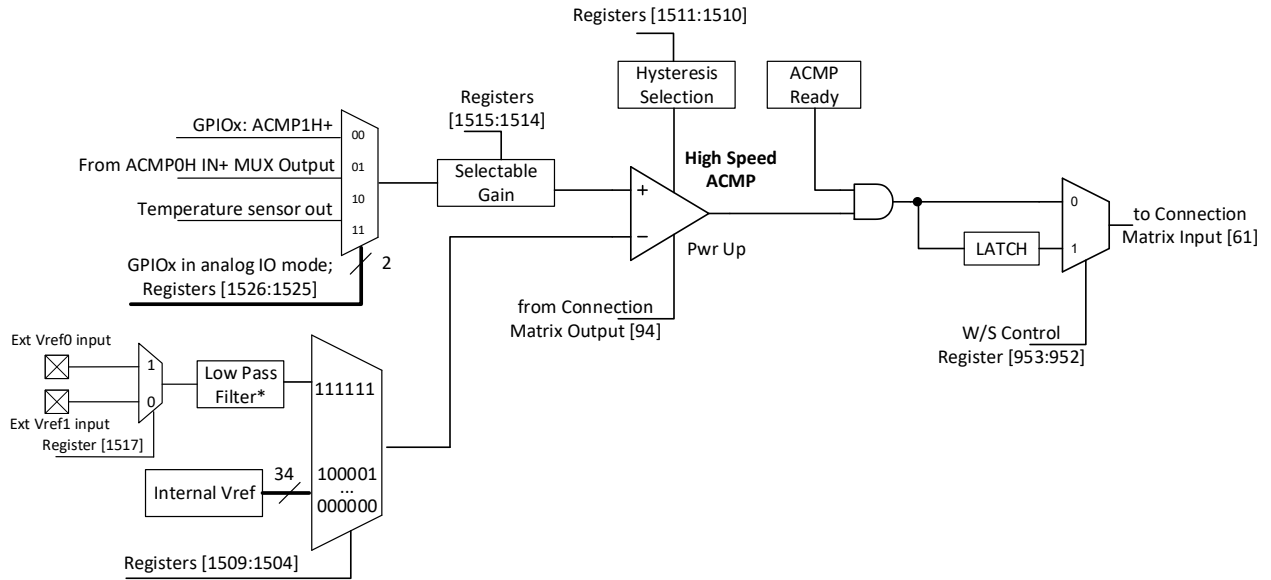 Registers [1511:1510]
Hysteresis
Selection
ACMP
Ready
Registers
[1515:1514]
GPIOx: ACMP1H+
00
From ACMP0H IN+ MUX Output
01
10
Temperature sensor out
11
Selectable
Gain
High Speed
ACMP
+
−
Pwr Up
GPIOx in analog IO mode;
Registers [1526:1525]
2
from Connection
Matrix Output [94]
0
1
LATCH
to Connection
Matrix Input [61]
W/S Control
Register [953:952]
Ext Vref0 input
1
0
Ext Vref1 input
Register [1517]
Low Pass
Filter*
111111
34
Internal Vref
100001
...
000000
Registers [1509:1504]